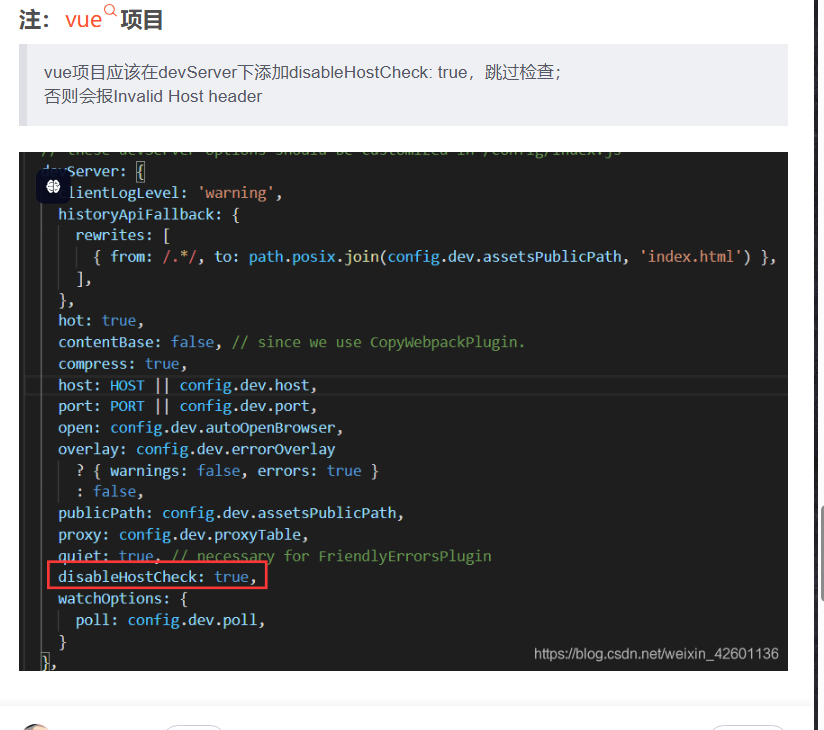 注：vue项目
vue项目应该在devServer下添加disableHostCheck: true，跳过检查；
否则会报Invalid Host header
// these devServer options should be customized in /config/index.js
devServer: {
clientLogLevel: 'warning',
historyApiFallback: {
rewrites: [
{ from: /.*/, to: path.posix.join(config.dev.assetsPublicPath, 'index.html') },
],
},
hot: true,
contentBase: false, // since we use CopyWebpackPlugin.
compress: true,
host: HOST || config.dev.host,
port: PORT || config.dev.port,
open: config.dev.autoOpenBrowser,
overlay: config.dev.errorOverlay
? { warnings: false, errors: true }
: false,
publicPath: config.dev.assetsPublicPath,
proxy: config.dev.proxyTable,
quiet: true, // necessary for FriendlyErrorsPlugin
disableHostCheck: true,
watchOptions: {
poll: config.dev.poll,
}
},
https://blog.csdn.net/weixin_42601136